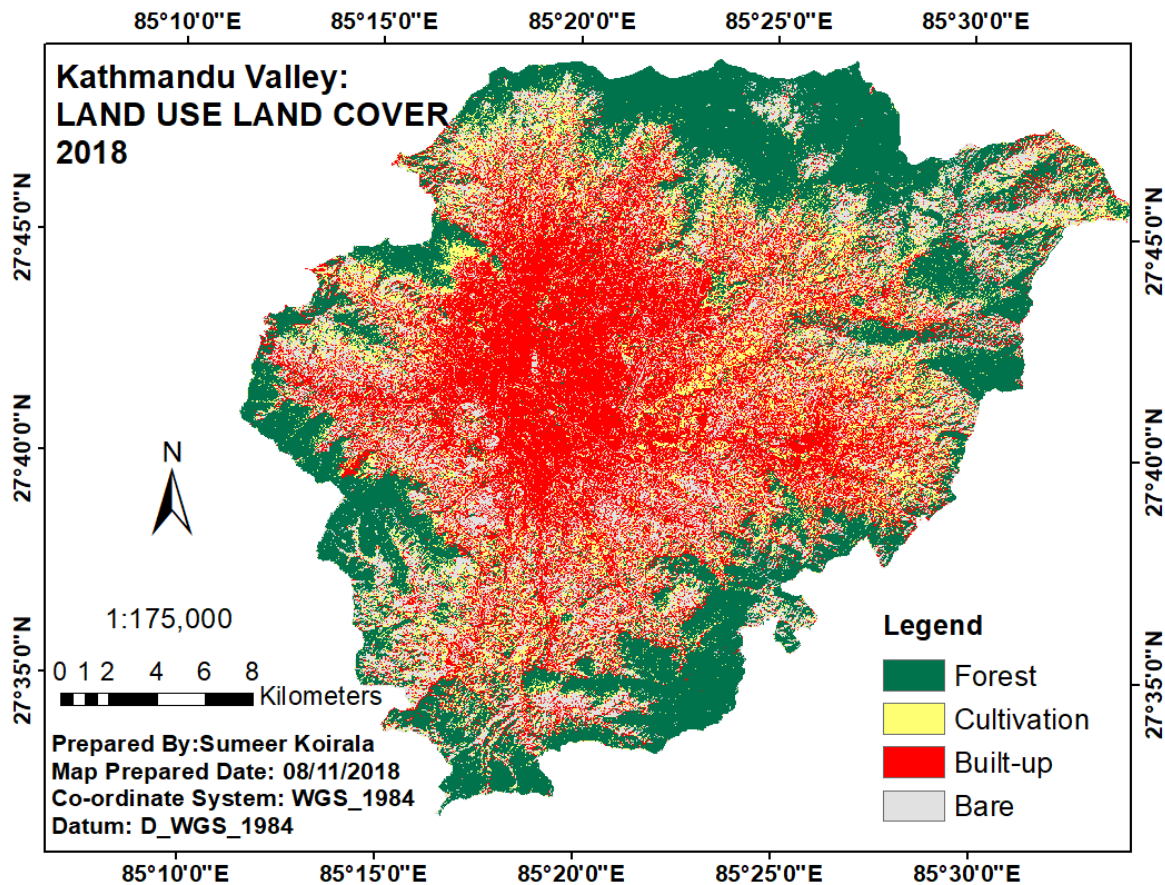 85°10'0"E 85°15'0"E 85°20'0"E 85°25'0"E 85°30'0"E
Kathmandu Valley:
LAND USE LAND COVER
2018
27°45'0"N
27°45'0"N
27°40'0"N
27°40'0"N
N
1:175,000
27°35'0"N
27°35'0"N
0 1 2 4 6 8
Kilometers
Legend
Forest
Cultivation
Built-up
Bare
Prepared By:Sumeer Koirala
Map Prepared Date: 08/11/2018
Co-ordinate System: WGS_1984
Datum: D_WGS_1984
85°10'0"E 85°15'0"E 85°20'0"E 85°25'0"E 85°30'0"E